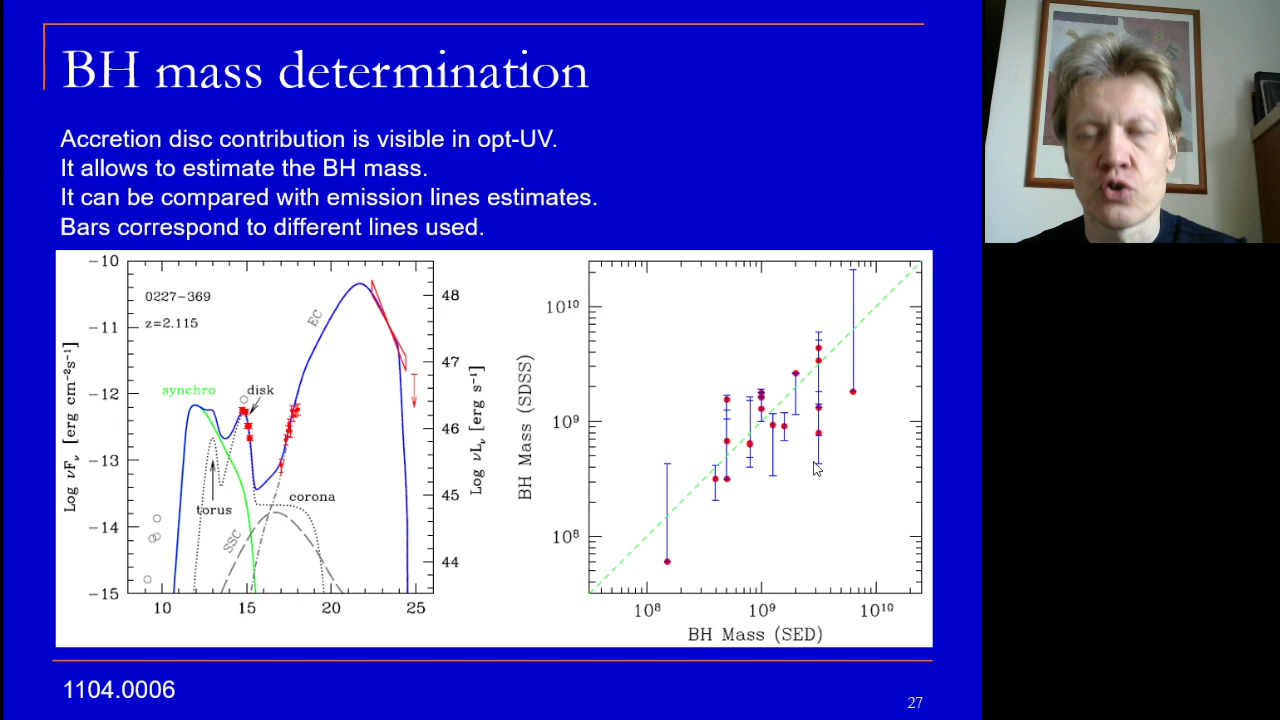 BH mass determination
Accretion disc contribution is visible in opt-UV.
It allows to estimate the BH mass.
It can be compared with emission lines estimates.
Bars correspond to different lines used.
0227−369
z=2.115
synchro
disk
EC
torus
corona
SSC
Log νFν [erg cm⁻²s⁻¹]
−10
−11
−12
−13
−14
−15
10 15 20 25
48
47
46
45
44
Log νLν [erg s⁻¹]
BH Mass (SDSS)
10¹⁰
10⁹
10⁸
10⁸ 10⁹ 10¹⁰
BH Mass (SED)
1104.0006
27